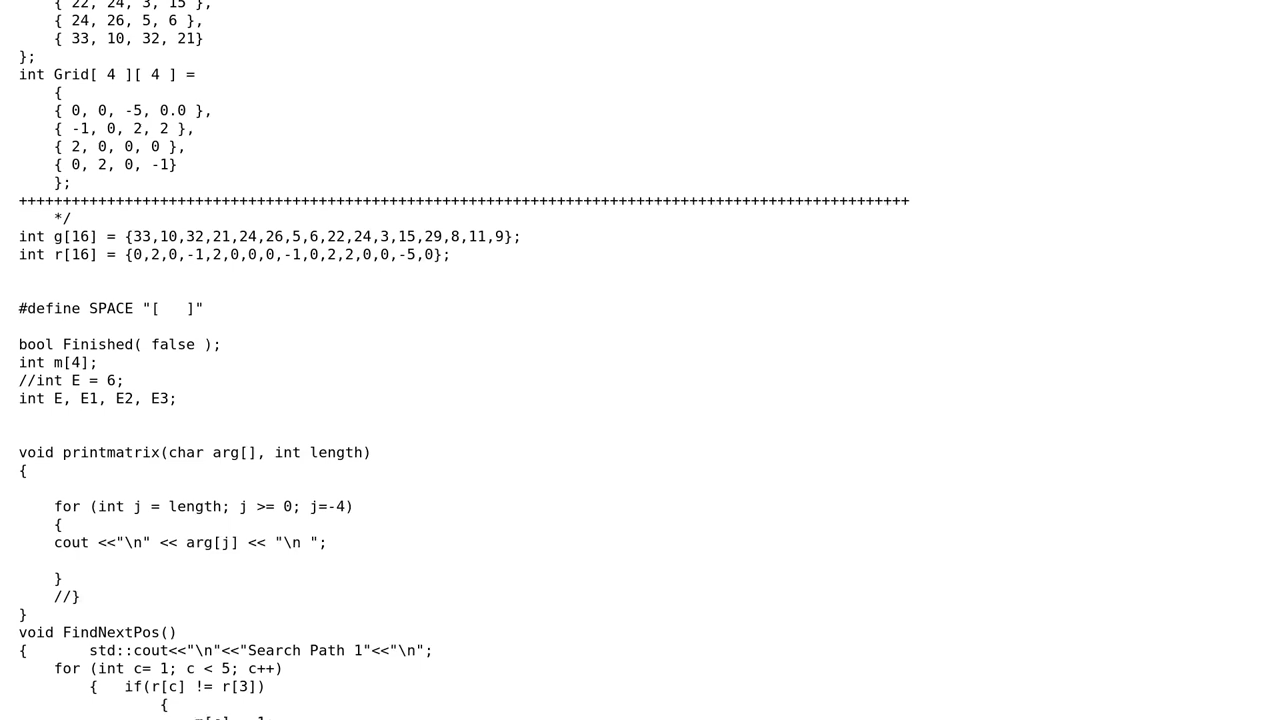 { 22, 24, 3, 15 },
{ 24, 26, 5, 6 },
{ 33, 10, 32, 21}
};
int Grid[ 4 ][ 4 ] =
{
{ 0, 0, -5, 0.0 },
{ -1, 0, 2, 2 },
{ 2, 0, 0, 0 },
{ 0, 2, 0, -1}
};
+++++++++++++++++++++++++++++++++++++++++++++++++++++++++++++++++++++++++++++++++++++++++++++++++++++
*/
int g[16] = {33,10,32,21,24,26,5,6,22,24,3,15,29,8,11,9};
int r[16] = {0,2,0,-1,2,0,0,0,-1,0,2,2,0,0,-5,0};
#define SPACE "[   ]"
bool Finished( false );
int m[4];
//int E = 6;
int E, E1, E2, E3;
void printmatrix(char arg[], int length)
{
for (int j = length; j >= 0; j=-4)
{
cout <<"\n" << arg[j] << "\n ";
}
//}
}
void FindNextPos()
{       std::cout<<"\n"<<"Search Path 1"<<"\n";
for (int c= 1; c < 5; c++)
{   if(r[c] != r[3])
{